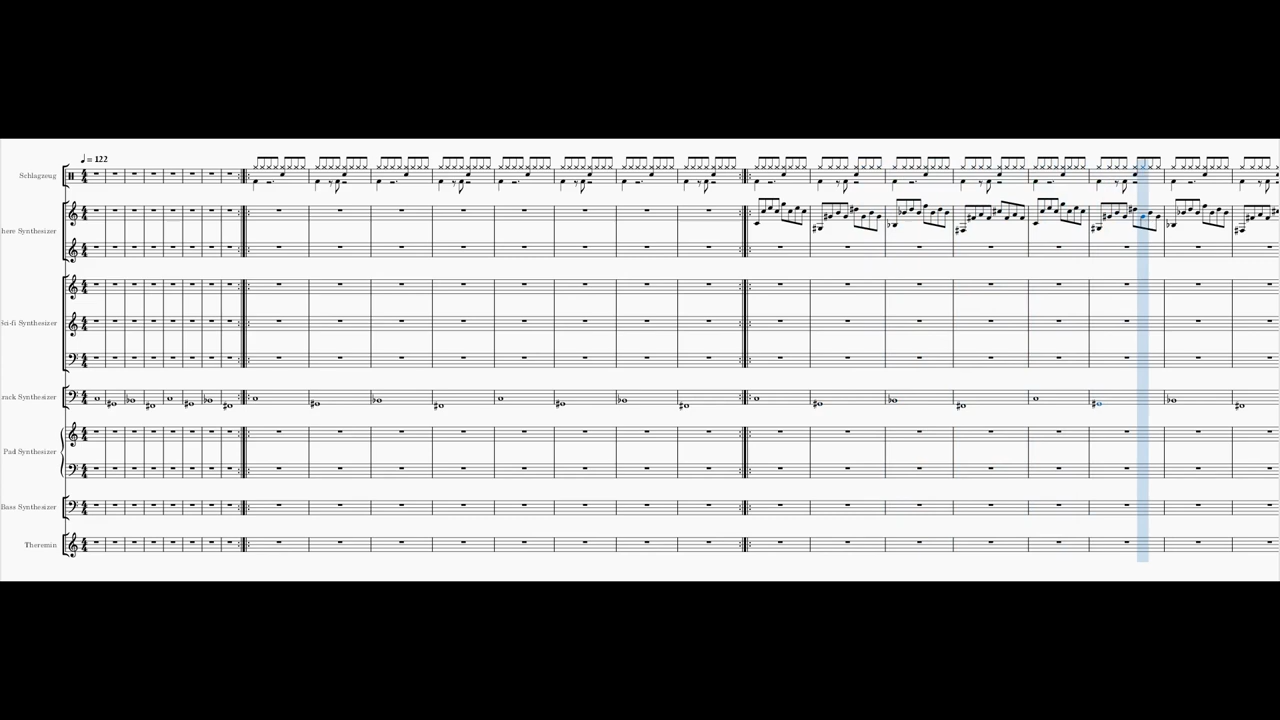 ♩ = 122
Schlagzeug
here Synthesizer
Sci-fi Synthesizer
rack Synthesizer
Pad Synthesizer
Bass Synthesizer
Theremin